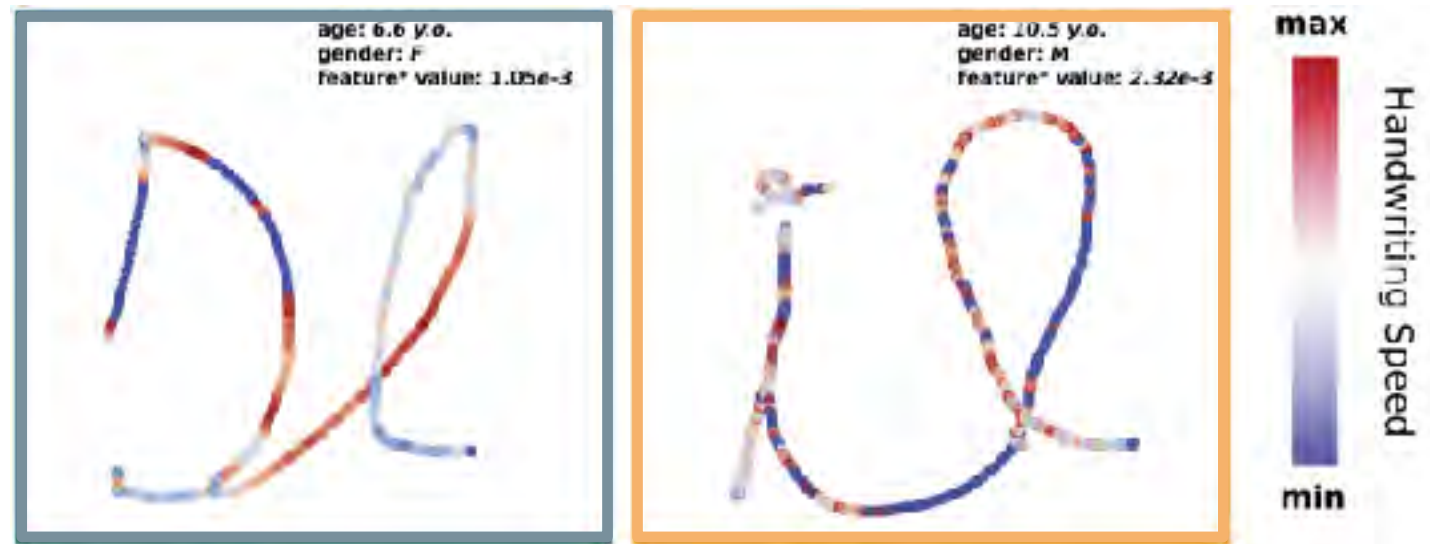 age: 6.6 y.o.
gender: F
feature* value: 1.05e-3
age: 10.5 y.o.
gender: M
feature* value: 2.32e-3
max
Handwriting Speed
min